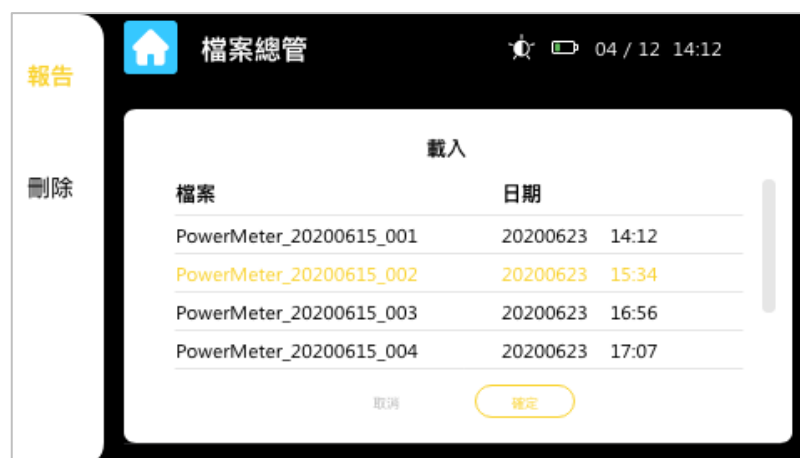 報告
刪除
檔案總管 04 / 12 14:12
載入
檔案 日期
PowerMeter_20200615_001 20200623 14:12
PowerMeter_20200615_002 20200623 15:34
PowerMeter_20200615_003 20200623 16:56
PowerMeter_20200615_004 20200623 17:07
取消 確定